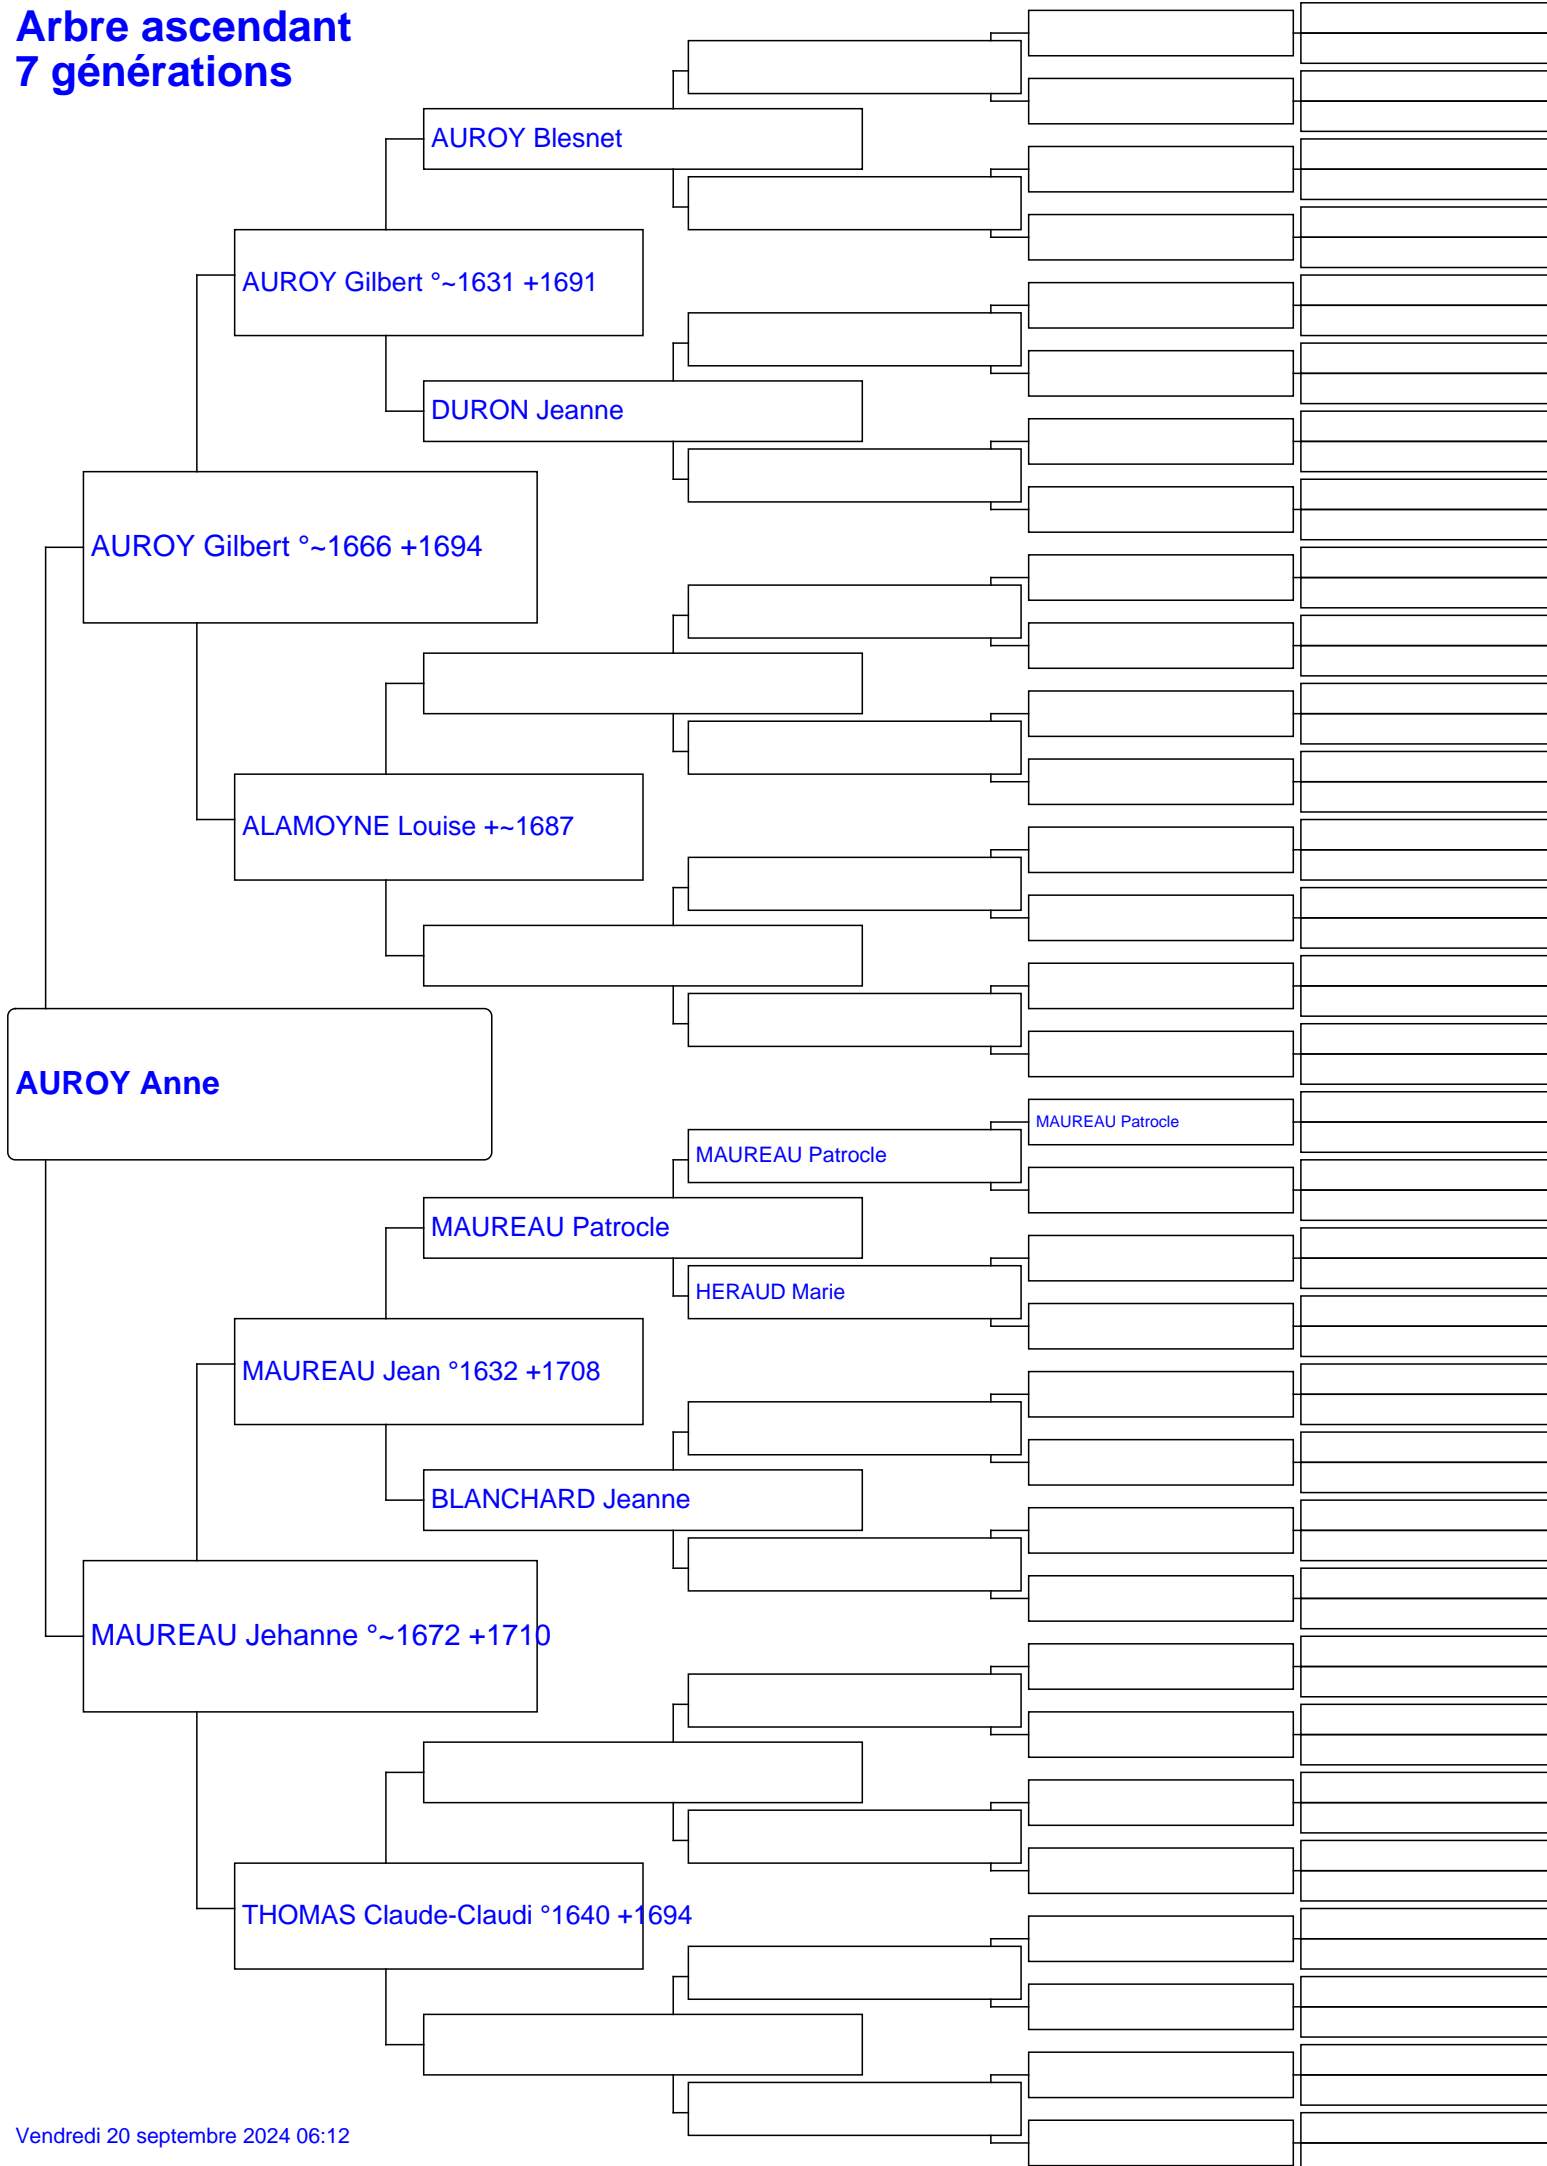 Arbre ascendant
7 générations
AUROY Blesnet
AUROY Gilbert °~1631 +1691
DURON Jeanne
AUROY Gilbert °~1666 +1694
ALAMOYNE Louise +~1687
AUROY Anne
MAUREAU Patrocle
MAUREAU Patrocle
MAUREAU Patrocle
HERAUD Marie
MAUREAU Jean °1632 +1708
BLANCHARD Jeanne
MAUREAU Jehanne °~1672 +1710
THOMAS Claude-Claudi °1640 +1694
Vendredi 20 septembre 2024 06:12